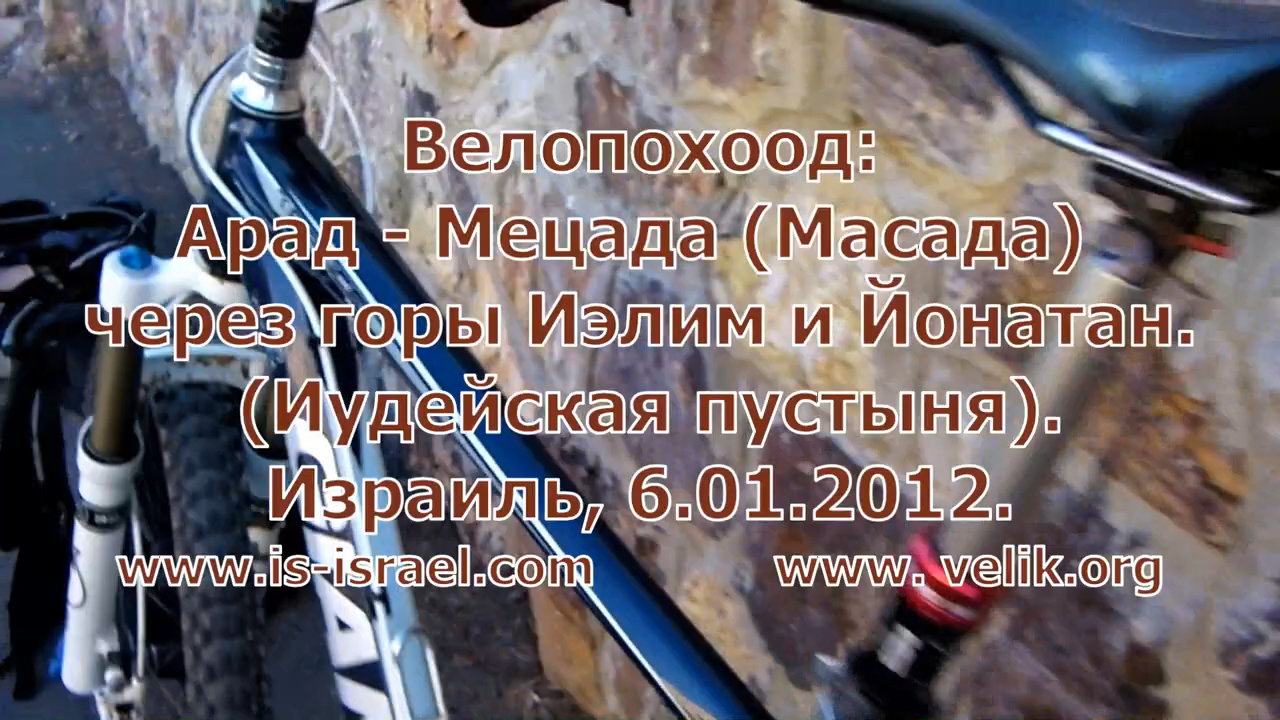 Велопохоод:
Арад - Мецада (Масада)
через горы Иэлим и Йонатан.
(Иудейская пустыня).
Израиль, 6.01.2012.
www.is-israel.com www. velik.org